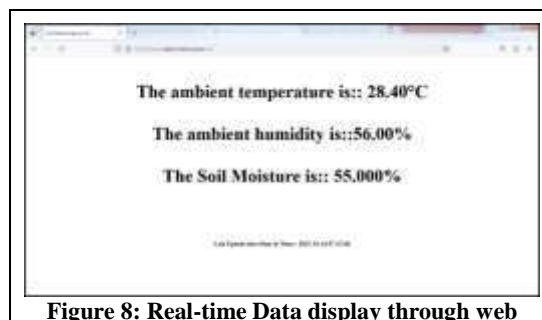 The ambient temperature is:: 28.40°C
The ambient humidity is::56.00%
The Soil Moisture is:: 55.000%
Figure 8: Real-time Data display through web